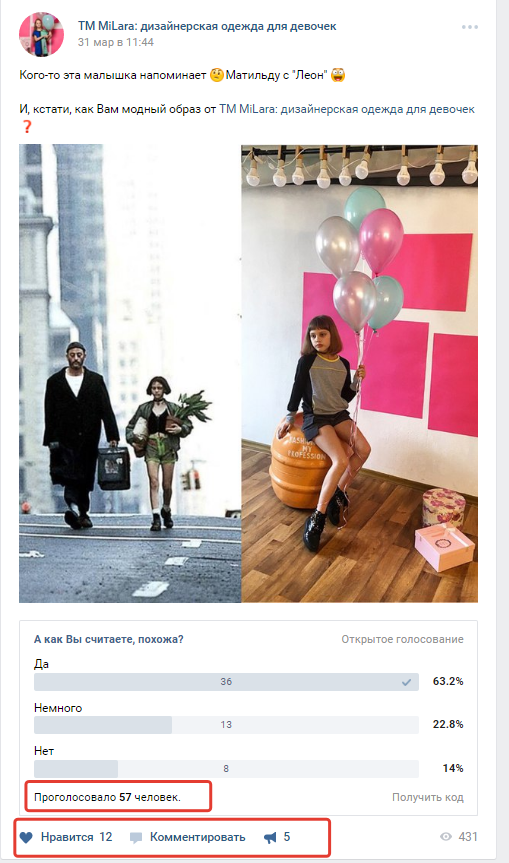 TM MiLara: дизайнерская одежда для девочек
31 мар в 11:44
Кого-то эта малышка напоминает 🤔Матильду с "Леон" 😱
И, кстати, как Вам модный образ от TM MiLara: дизайнерская одежда для девочек
❓
FASHION
MY
PROFESSION
А как Вы считаете, похожа? Открытое голосование
Да
36 63.2%
Немного
13 22.8%
Нет
8 14%
Проголосовало 57 человек. Получить код
Нравится 12 Комментировать 5 431